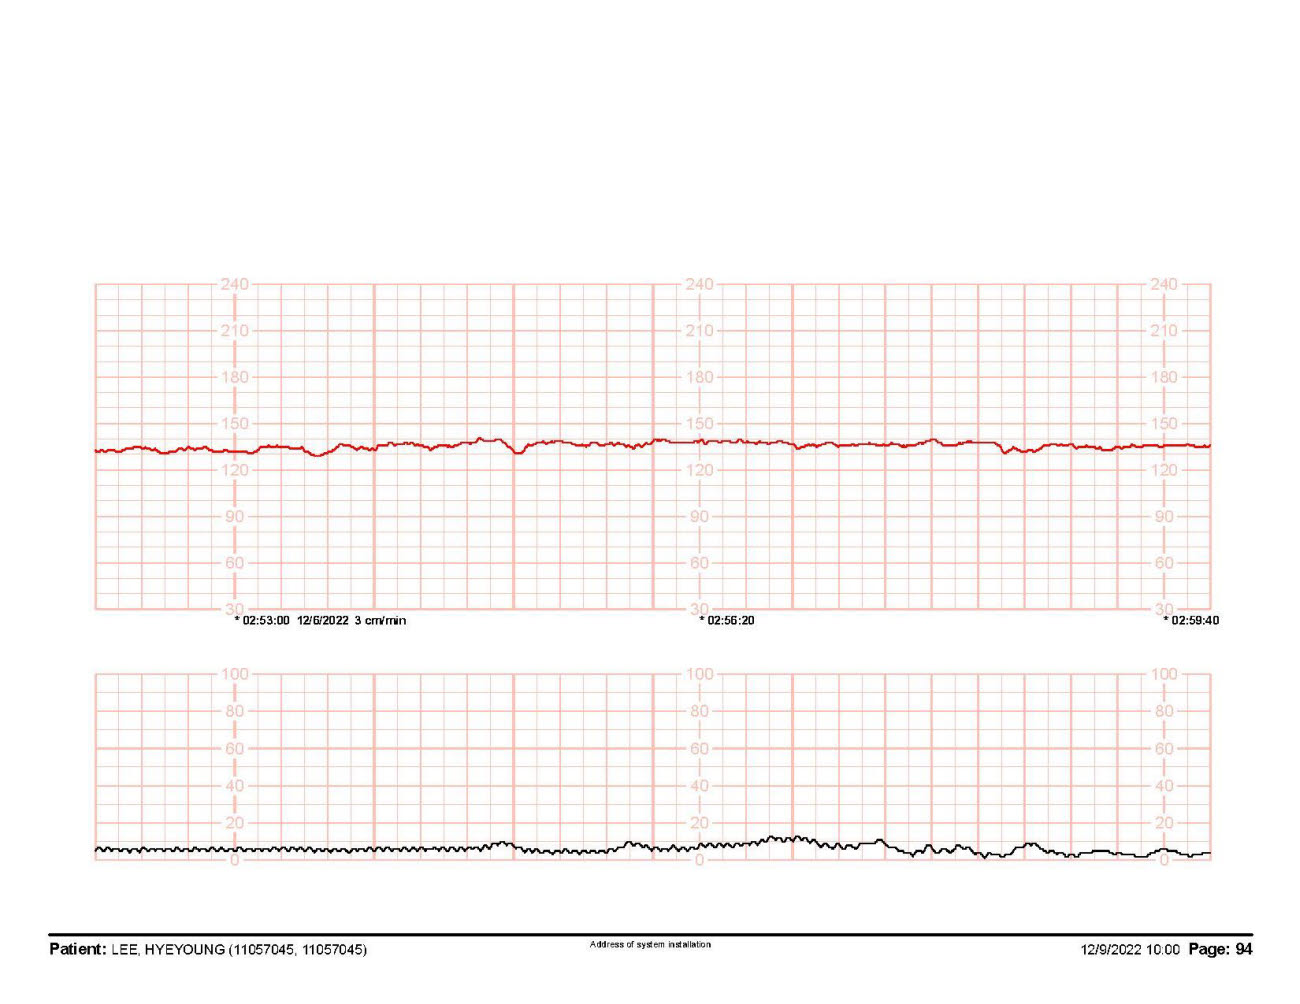 240 240 240
210 210 210
180 180 180
150 150 150
120 120 120
90 90 90
60 60 60
30 30 30
* 02:53:00 12/6/2022 3 cm/min * 02:56:20 * 02:59:40
100 100 100
80 80 80
60 60 60
40 40 40
20 20 20
0 0 0
Patient: LEE, HYEYOUNG (11057045, 11057045) Address of system installation 12/9/2022 10:00 Page: 94